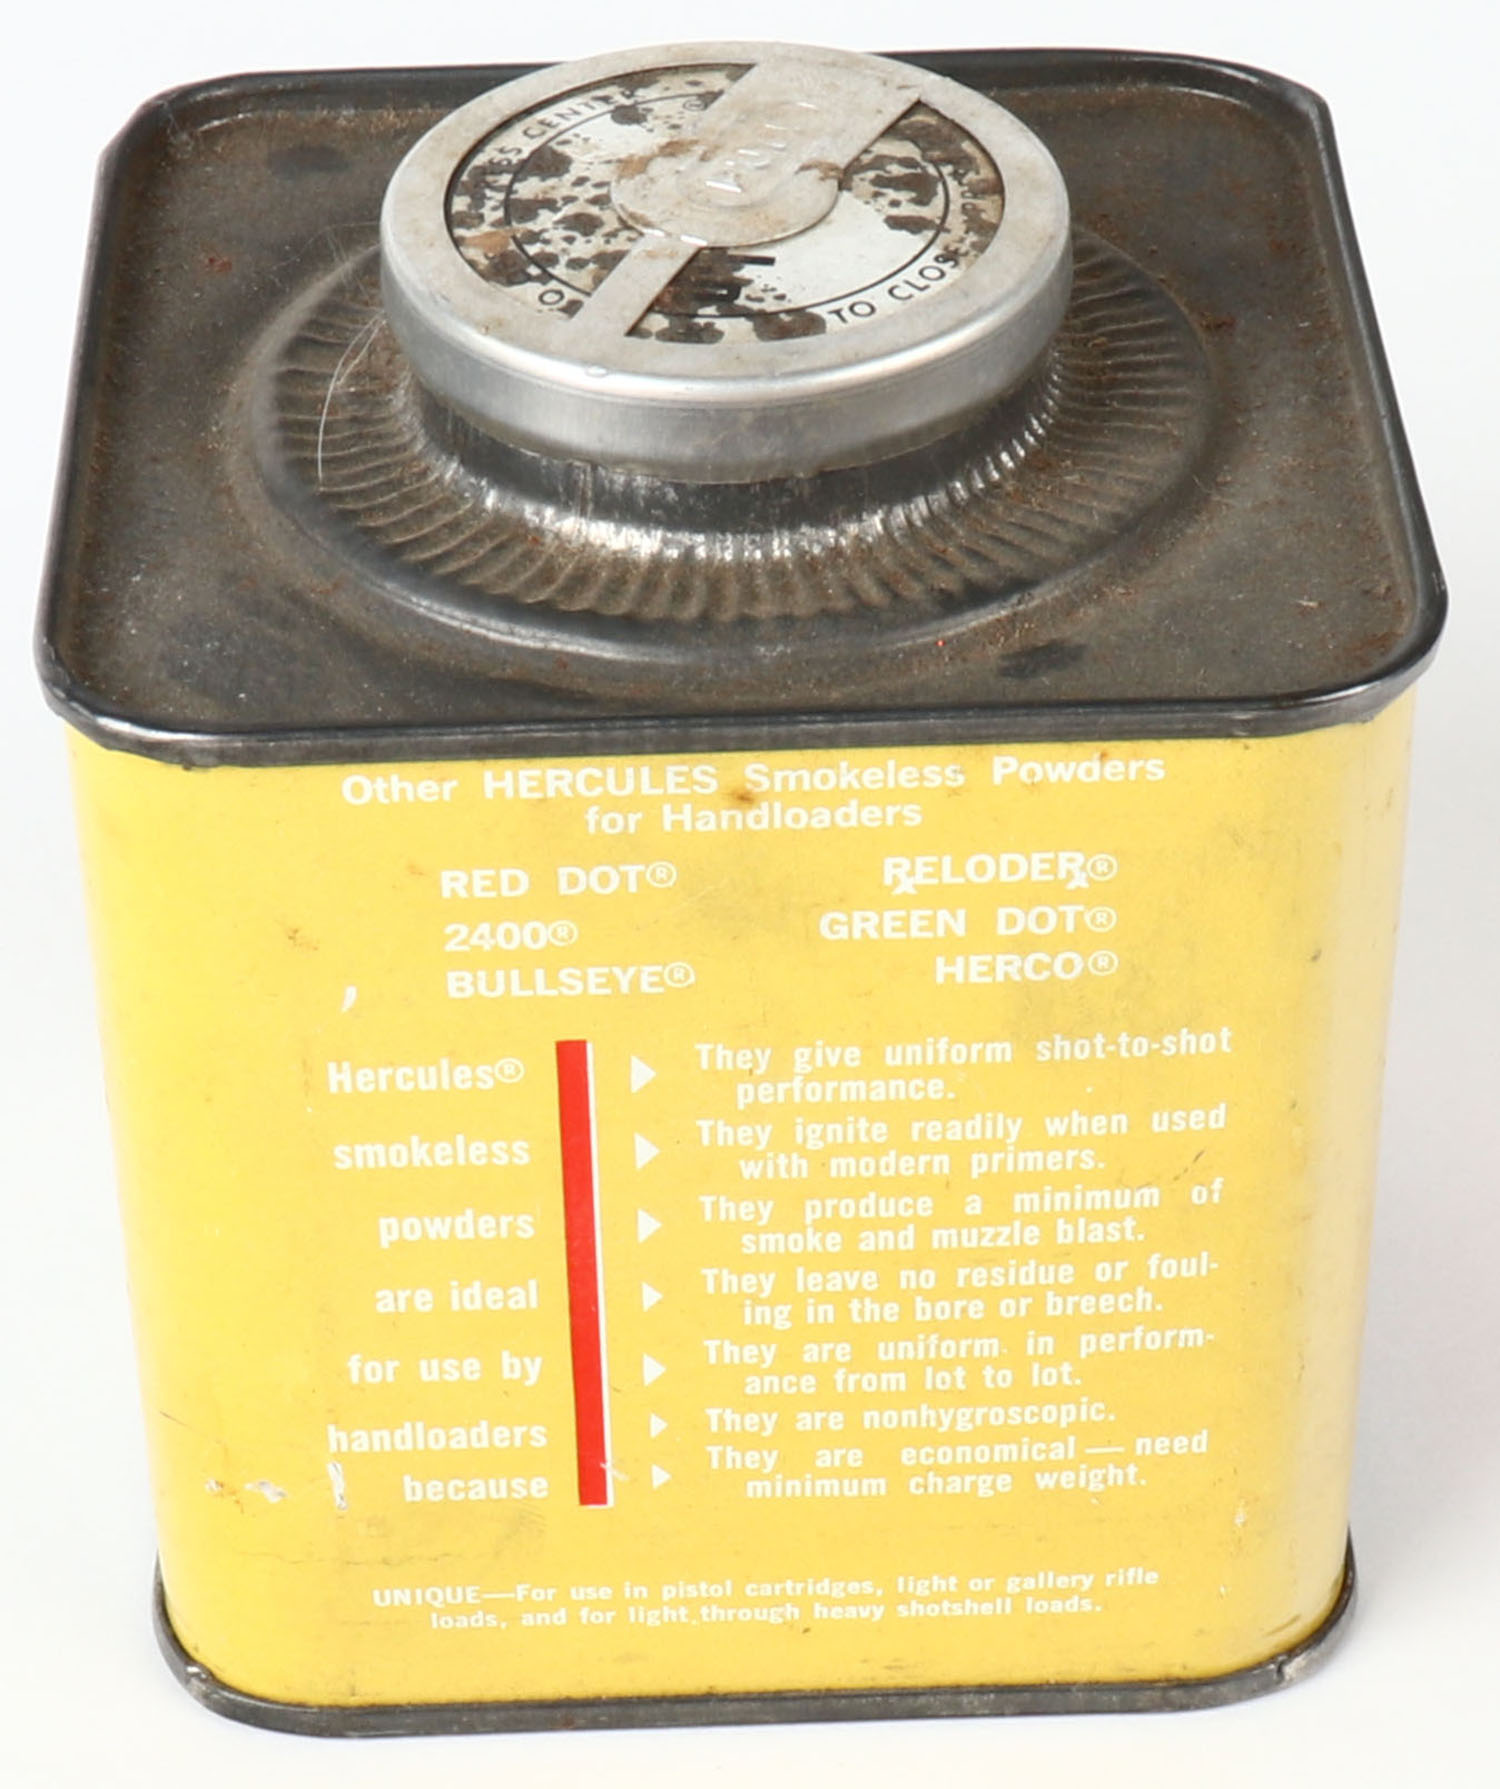 PRESS CENTER
TO CLOSE
Other HERCULES Smokeless Powders
for Handloaders
RED DOT® RELODER®
2400® GREEN DOT®
BULLSEYE® HERCO®
Hercules®
smokeless
powders
are ideal
for use by
handloaders
because
They give uniform shot-to-shot
performance.
They ignite readily when used
with modern primers.
They produce a minimum of
smoke and muzzle blast.
They leave no residue or foul-
ing in the bore or breech.
They are uniform in perform-
ance from lot to lot.
They are nonhygroscopic.
They are economical — need
minimum charge weight.
UNIQUE—For use in pistol cartridges, light or gallery rifle
loads, and for light through heavy shotshell loads.